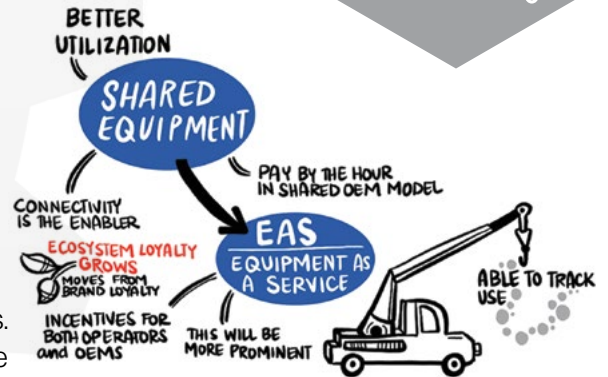 BETTER
UTILIZATION
SHARED
EQUIPMENT
PAY BY THE HOUR
IN SHARED OEM MODEL
CONNECTIVITY
IS THE ENABLER
ECOSYSTEM LOYALTY
GROWS
MOVES FROM
BRAND LOYALTY
EAS
EQUIPMENT AS
A SERVICE
ABLE TO TRACK
USE
INCENTIVES FOR
BOTH OPERATORS
and OEMS
THIS WILL BE
MORE PROMINENT
s.
e